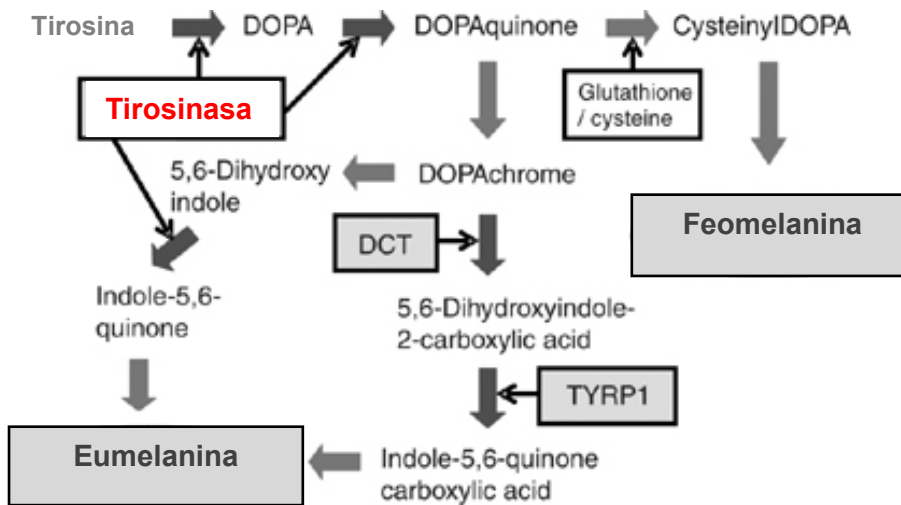 Tirosina DOPA DOPAquinone CysteinylDOPA
Tirosinasa
Glutathione
/ cysteine
5,6-Dihydroxy
indole
DOPAchrome
Feomelanina
DCT
Indole-5,6-
quinone
5,6-Dihydroxyindole-
2-carboxylic acid
TYRP1
Eumelanina
Indole-5,6-quinone
carboxylic acid